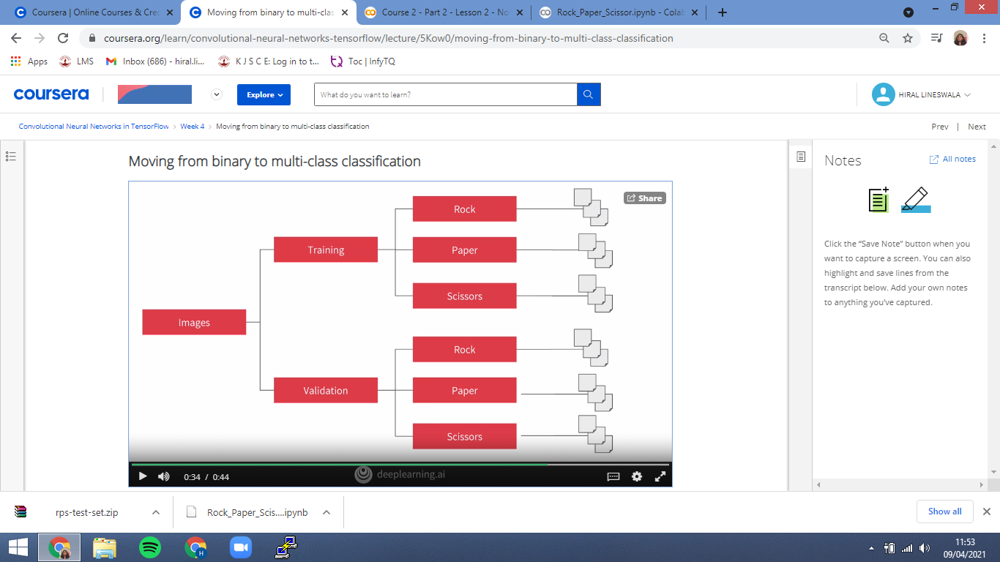 Coursera | Online Courses & Crec
Moving from binary to multi-clas
Course 2 - Part 2 - Lesson 2 - No
Rock_Paper_Scissor.ipynb - Colab
coursera.org/learn/convolutional-neural-networks-tensorflow/lecture/5Kow0/moving-from-binary-to-multi-class-classification
Apps
LMS
Inbox (686) - hiral.li...
K J S C E: Log in to t...
Toc | InfyTQ
coursera
Explore
What do you want to learn?
HIRAL LINESWALA
Convolutional Neural Networks in TensorFlow > Week 4 > Moving from binary to multi-class classification
Prev | Next
Moving from binary to multi-class classification
Share
Images
Training
Rock
Paper
Scissors
Validation
Rock
Paper
Scissors
0:34 / 0:44
deeplearning.ai
Notes
All notes
Click the “Save Note” button when you
want to capture a screen. You can also
highlight and save lines from the
transcript below. Add your own notes
to anything you’ve captured.
rps-test-set.zip
Rock_Paper_Scis....ipynb
Show all
H
11:53
09/04/2021